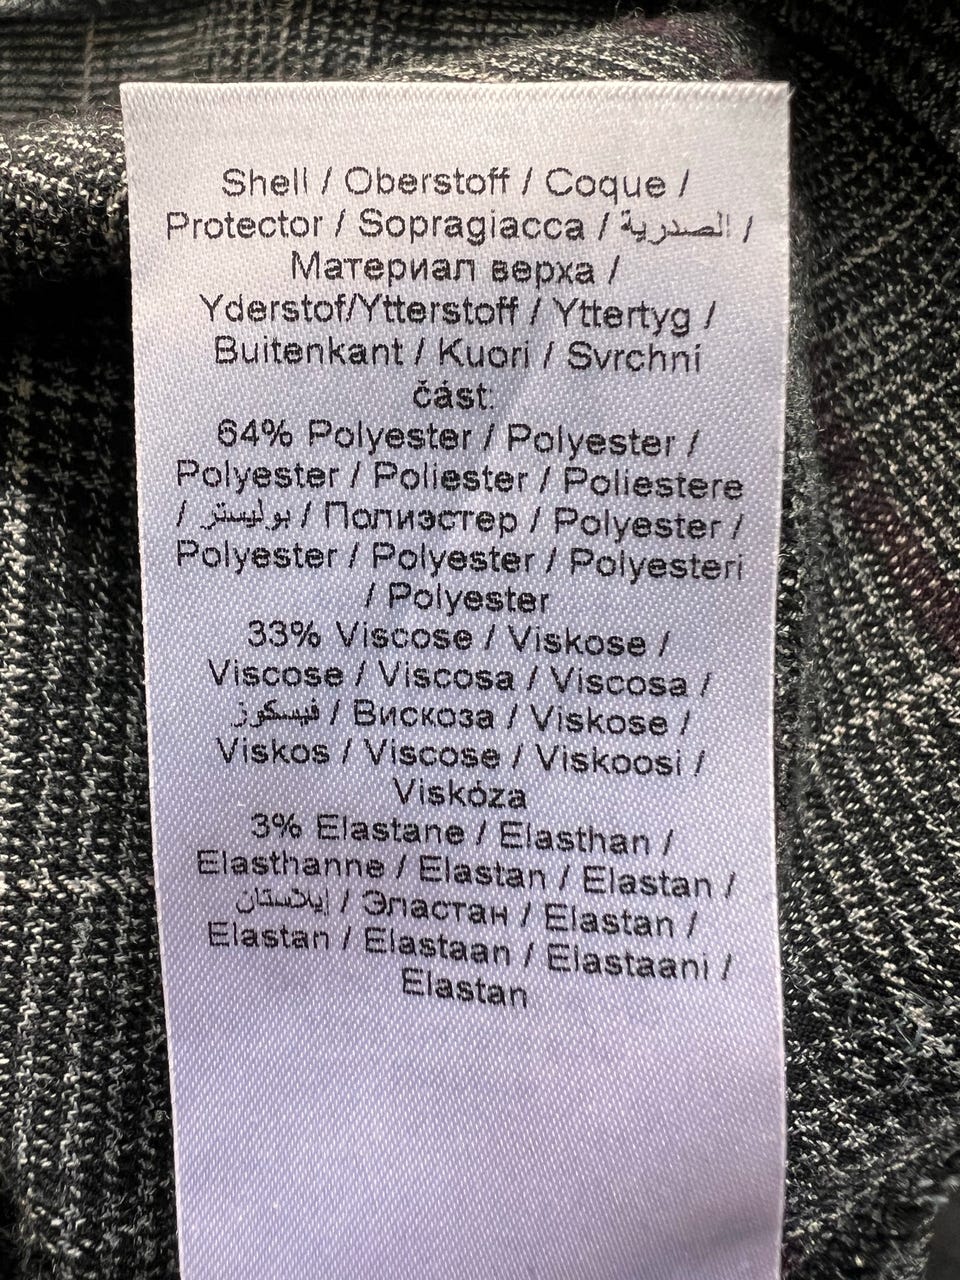 Shell / Oberstoff / Coque /
Protector / Sopragiacca / الصدرية /
Материал верха /
Yderstof/Ytterstoff / Yttertyg /
Buitenkant / Kuori / Svrchní
část:
64% Polyester / Polyester /
Polyester / Poliester / Poliestere
/ بوليستر / Полиэстер / Polyester /
Polyester / Polyester / Polyesteri
/ Polyester
33% Viscose / Viskose /
Viscose / Viscosa / Viscosa /
فيسكوز / Вискоза / Viskose /
Viskos / Viscose / Viskoosi /
Viskóza
3% Elastane / Elasthan /
Elasthanne / Elastan / Elastan /
إيلاستان / Эластан / Elastan /
Elastan / Elastaan / Elastaani /
Elastan